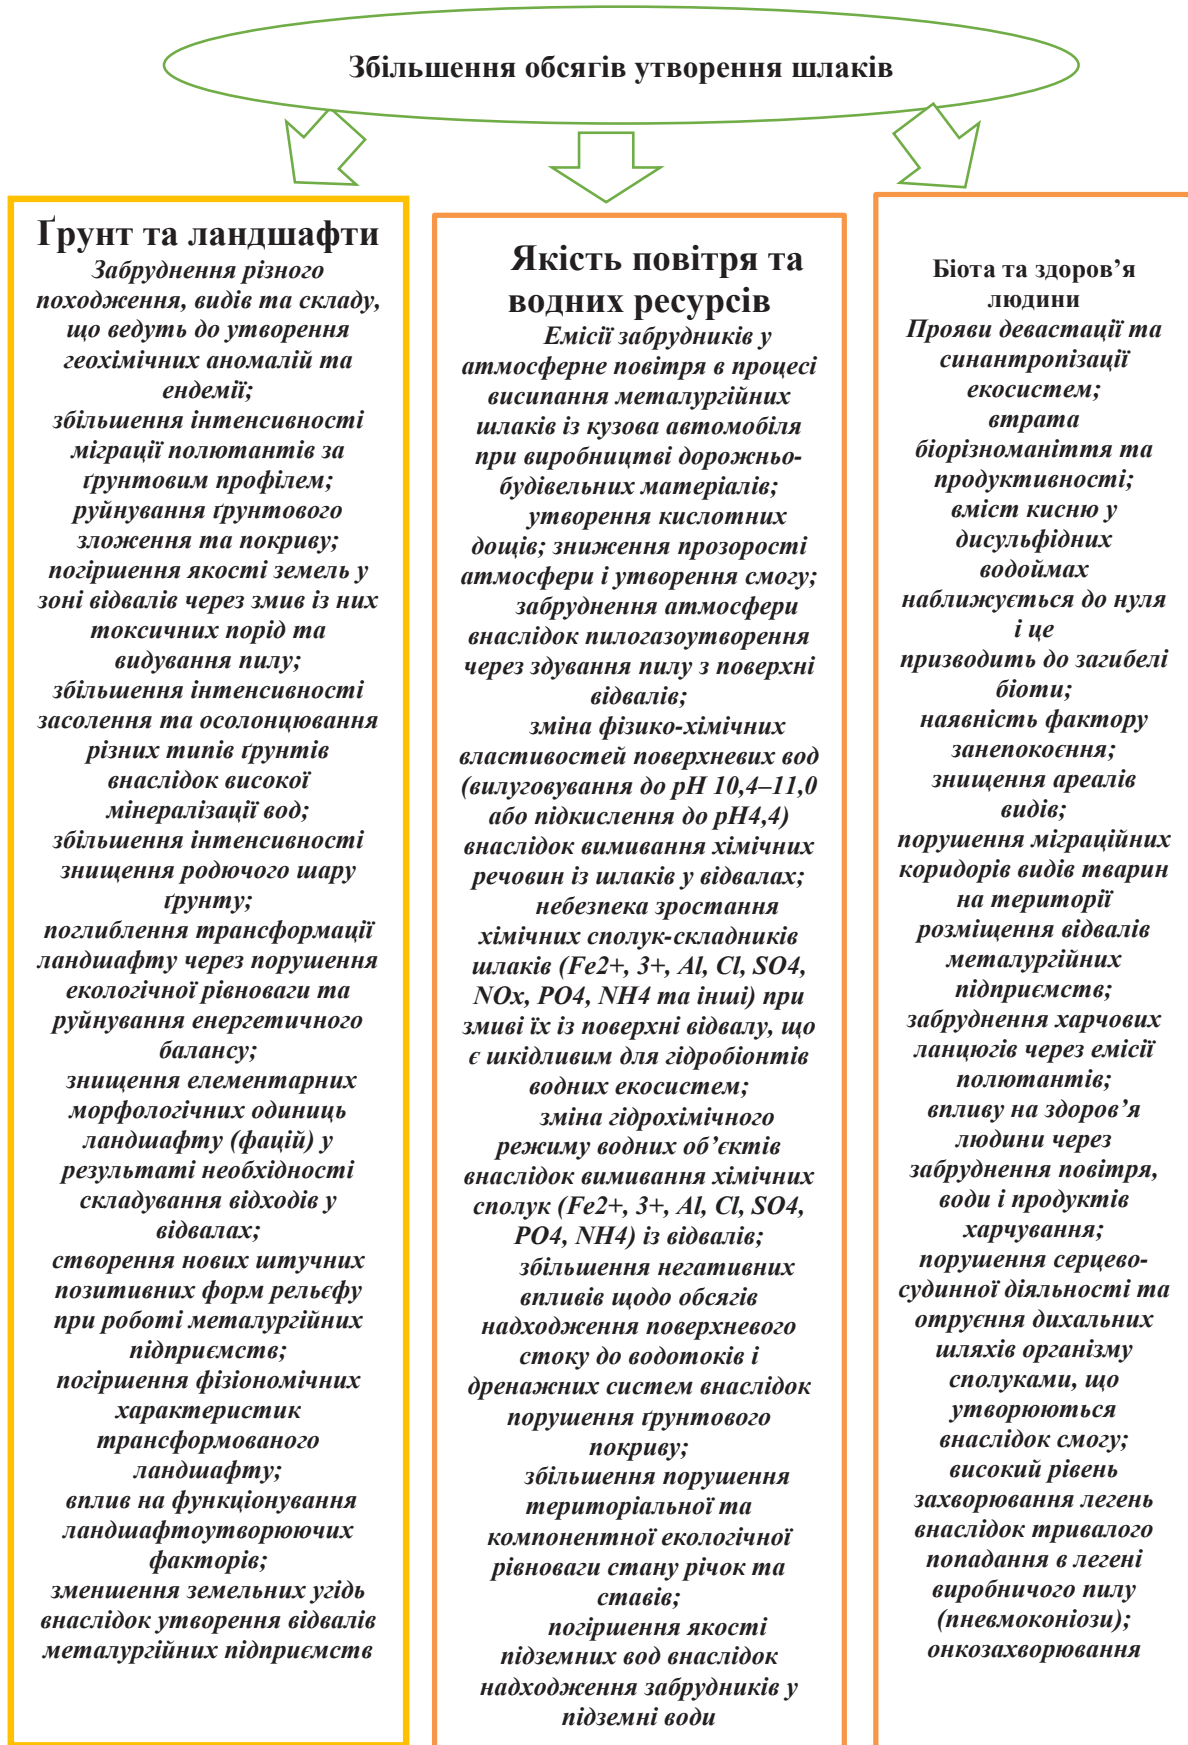 Збільшення обсягів утворення шлаків
Ґрунт та ландшафти
Забруднення різного
походження, видів та складу,
що ведуть до утворення
геохімічних аномалій та
ендемії;
збільшення інтенсивності
міграції полютантів за
ґрунтовим профілем;
руйнування ґрунтового
зложення та покриву;
погіршення якості земель у
зоні відвалів через змив із них
токсичних порід та
видування пилу;
збільшення інтенсивності
засолення та осолонцювання
різних типів ґрунтів
внаслідок високої
мінералізації вод;
збільшення інтенсивності
знищення родючого шару
ґрунту;
поглиблення трансформації
ландшафту через порушення
екологічної рівноваги та
руйнування енергетичного
балансу;
знищення елементарних
морфологічних одиниць
ландшафту (фацій) у
результаті необхідності
складування відходів у
відвалах;
створення нових штучних
позитивних форм рельєфу
при роботі металургійних
підприємств;
погіршення фізіономічних
характеристик
трансформованого
ландшафту;
вплив на функціонування
ландшафтоутворюючих
факторів;
зменшення земельних угідь
внаслідок утворення відвалів
металургійних підприємств
Якість повітря та
водних ресурсів
Емісії забрудників у
атмосферне повітря в процесі
висипання металургійних
шлаків із кузова автомобіля
при виробництві дорожньо-
будівельних матеріалів;
утворення кислотних
дощів; зниження прозорості
атмосфери і утворення смогу;
забруднення атмосфери
внаслідок пилогазоутворення
через здування пилу з поверхні
відвалів;
зміна фізико-хімічних
властивостей поверхневих вод
(вилуговування до рН 10,4–11,0
або підкислення до рН4,4)
внаслідок вимивання хімічних
речовин із шлаків у відвалах;
небезпека зростання
хімічних сполук-складників
шлаків (Fe2+, 3+, Al, Cl, SO4,
NOx, PO4, NH4 та інші) при
змиві їх із поверхні відвалу, що
є шкідливим для гідробіонтів
водних екосистем;
зміна гідрохімічного
режиму водних об’єктів
внаслідок вимивання хімічних
сполук (Fe2+, 3+, Al, Cl, SO4,
PO4, NH4) із відвалів;
збільшення негативних
впливів щодо обсягів
надходження поверхневого
стоку до водотоків і
дренажних систем внаслідок
порушення ґрунтового
покриву;
збільшення порушення
територіальної та
компонентної екологічної
рівноваги стану річок та
ставів;
погіршення якості
підземних вод внаслідок
надходження забрудників у
підземні води
Біота та здоров’я
людини
Прояви девастації та
синантропізації
екосистем;
втрата
біорізноманіття та
продуктивності;
вміст кисню у
дисульфідних
водоймах
наближується до нуля
і це
призводить до загибелі
біоти;
наявність фактору
занепокоєння;
знищення ареалів
видів;
порушення міграційних
коридорів видів тварин
на території
розміщення відвалів
металургійних
підприємств;
забруднення харчових
ланцюгів через емісії
полютантів;
впливу на здоров’я
людини через
забруднення повітря,
води і продуктів
харчування;
порушення серцево-
судинної діяльності та
отруєння дихальних
шляхів організму
сполуками, що
утворюються
внаслідок смогу;
високий рівень
захворювання легень
внаслідок тривалого
попадання в легені
виробничого пилу
(пневмоконіози);
онкозахворювання